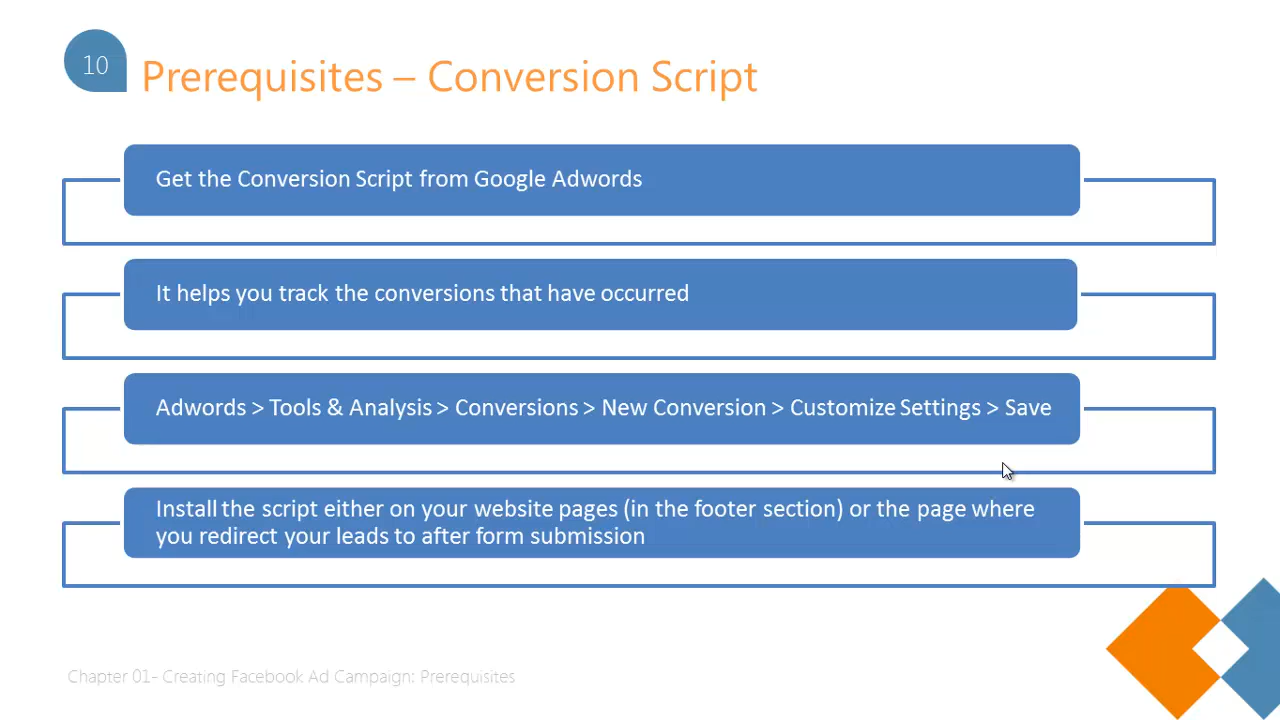 10
Prerequisites – Conversion Script
Get the Conversion Script from Google Adwords
It helps you track the conversions that have occurred
Adwords > Tools & Analysis > Conversions > New Conversion > Customize Settings > Save
Install the script either on your website pages (in the footer section) or the page where
you redirect your leads to after form submission
Chapter 01- Creating Facebook Ad Campaign: Prerequisites